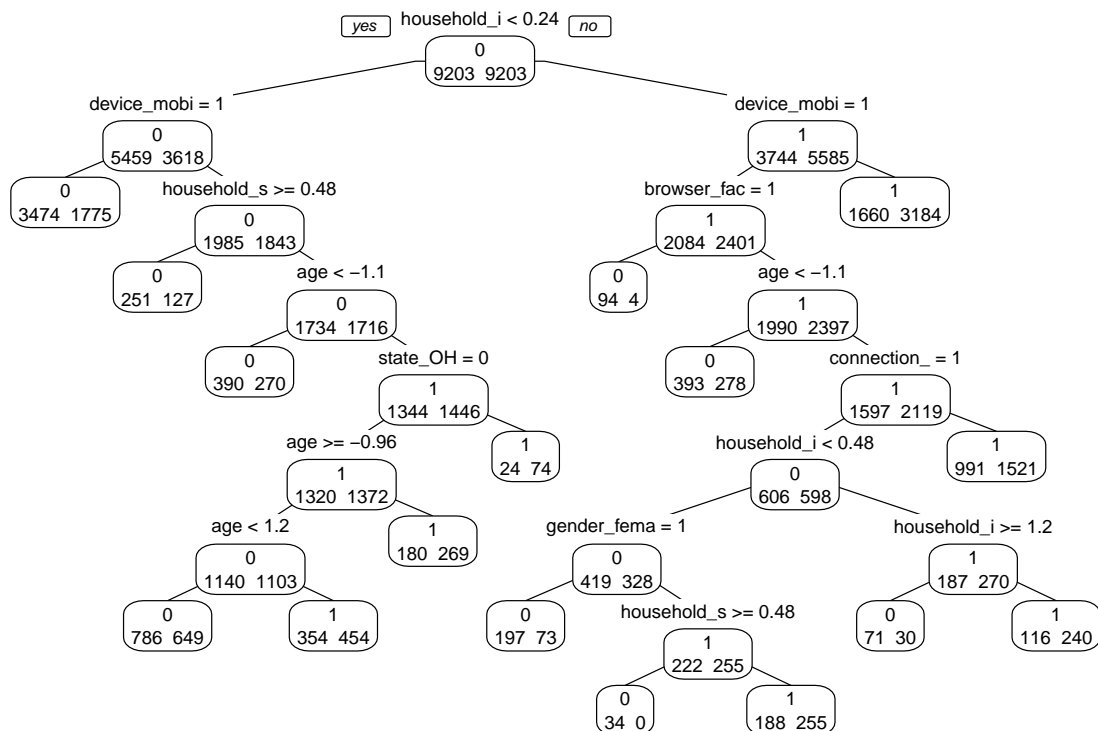 household_i < 0.24
yes no
0
9203 9203
device_mobi = 1 device_mobi = 1
0 1
5459 3618 3744 5585
household_s >= 0.48 browser_fac = 1
0 0 1 1
3474 1775 1985 1843 2084 2401 1660 3184
age < −1.1 age < −1.1
0 0 0 1
251 127 1734 1716 94 4 1990 2397
state_OH = 0 connection_ = 1
0 1 0 1
390 270 1344 1446 393 278 1597 2119
age >= −0.96 household_i < 0.48
1 1 0 1
1320 1372 24 74 606 598 991 1521
age < 1.2 gender_fema = 1 household_i >= 1.2
0 1 0 1
1140 1103 180 269 419 328 187 270
household_s >= 0.48
0 1 0 1 0 1
786 649 354 454 197 73 222 255 71 30 116 240
0 1
34 0 188 255